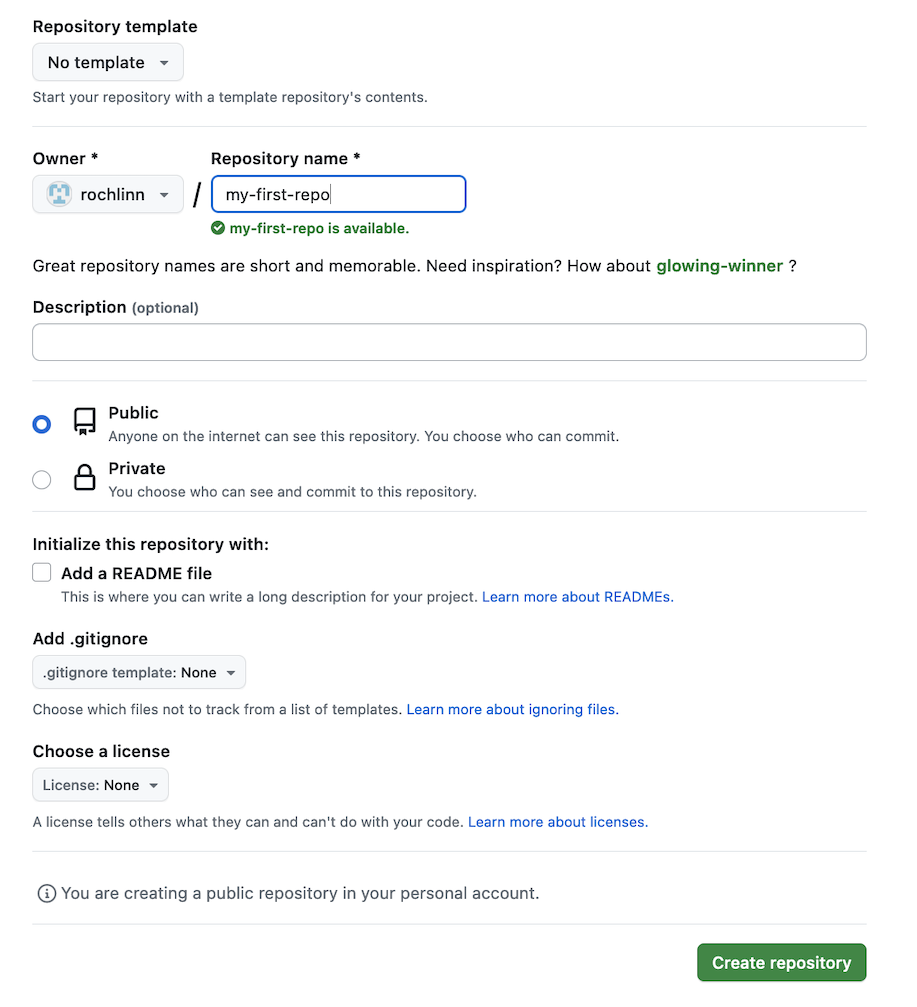 Repository template
No template
Start your repository with a template repository's contents.
Owner * Repository name *
rochlinn / my-first-repo
my-first-repo is available.
Great repository names are short and memorable. Need inspiration? How about glowing-winner ?
Description (optional)
Public
Anyone on the internet can see this repository. You choose who can commit.
Private
You choose who can see and commit to this repository.
Initialize this repository with:
Add a README file
This is where you can write a long description for your project. Learn more about READMEs.
Add .gitignore
.gitignore template: None
Choose which files not to track from a list of templates. Learn more about ignoring files.
Choose a license
License: None
A license tells others what they can and can't do with your code. Learn more about licenses.
You are creating a public repository in your personal account.
Create repository